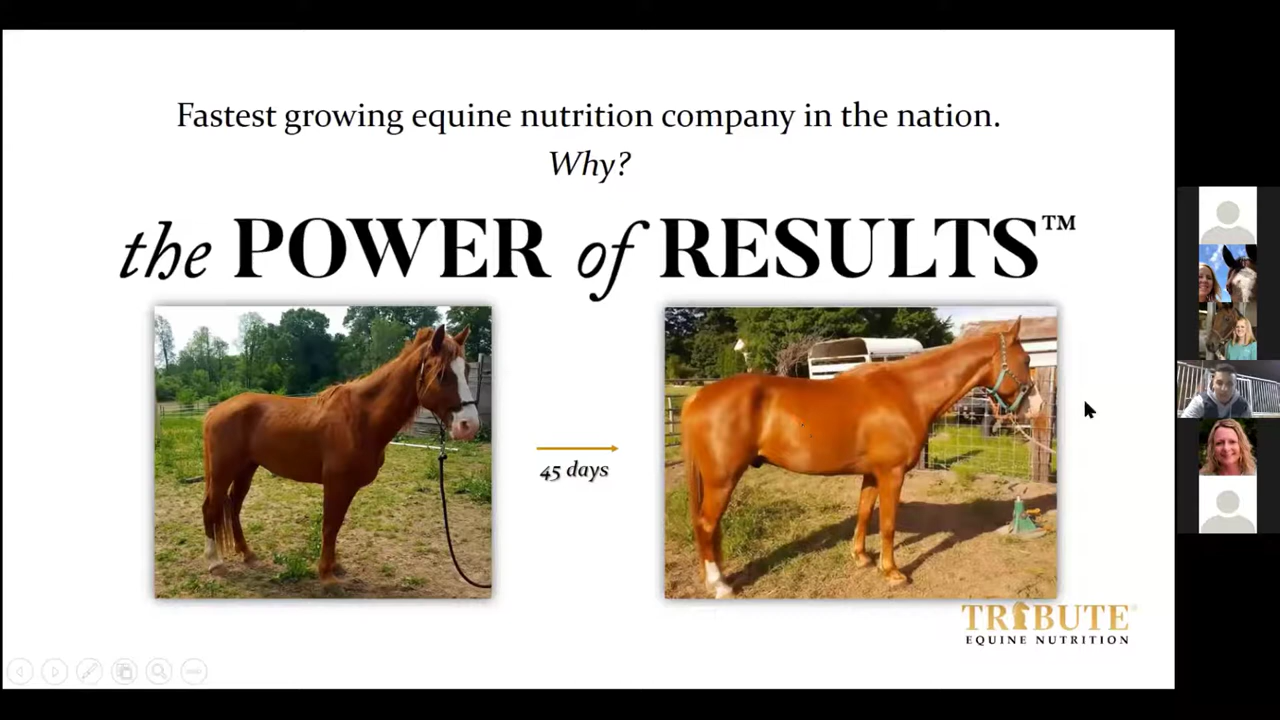 Fastest growing equine nutrition company in the nation.
Why?
the POWER of RESULTS™
45 days
TRIBUTE®
EQUINE NUTRITION